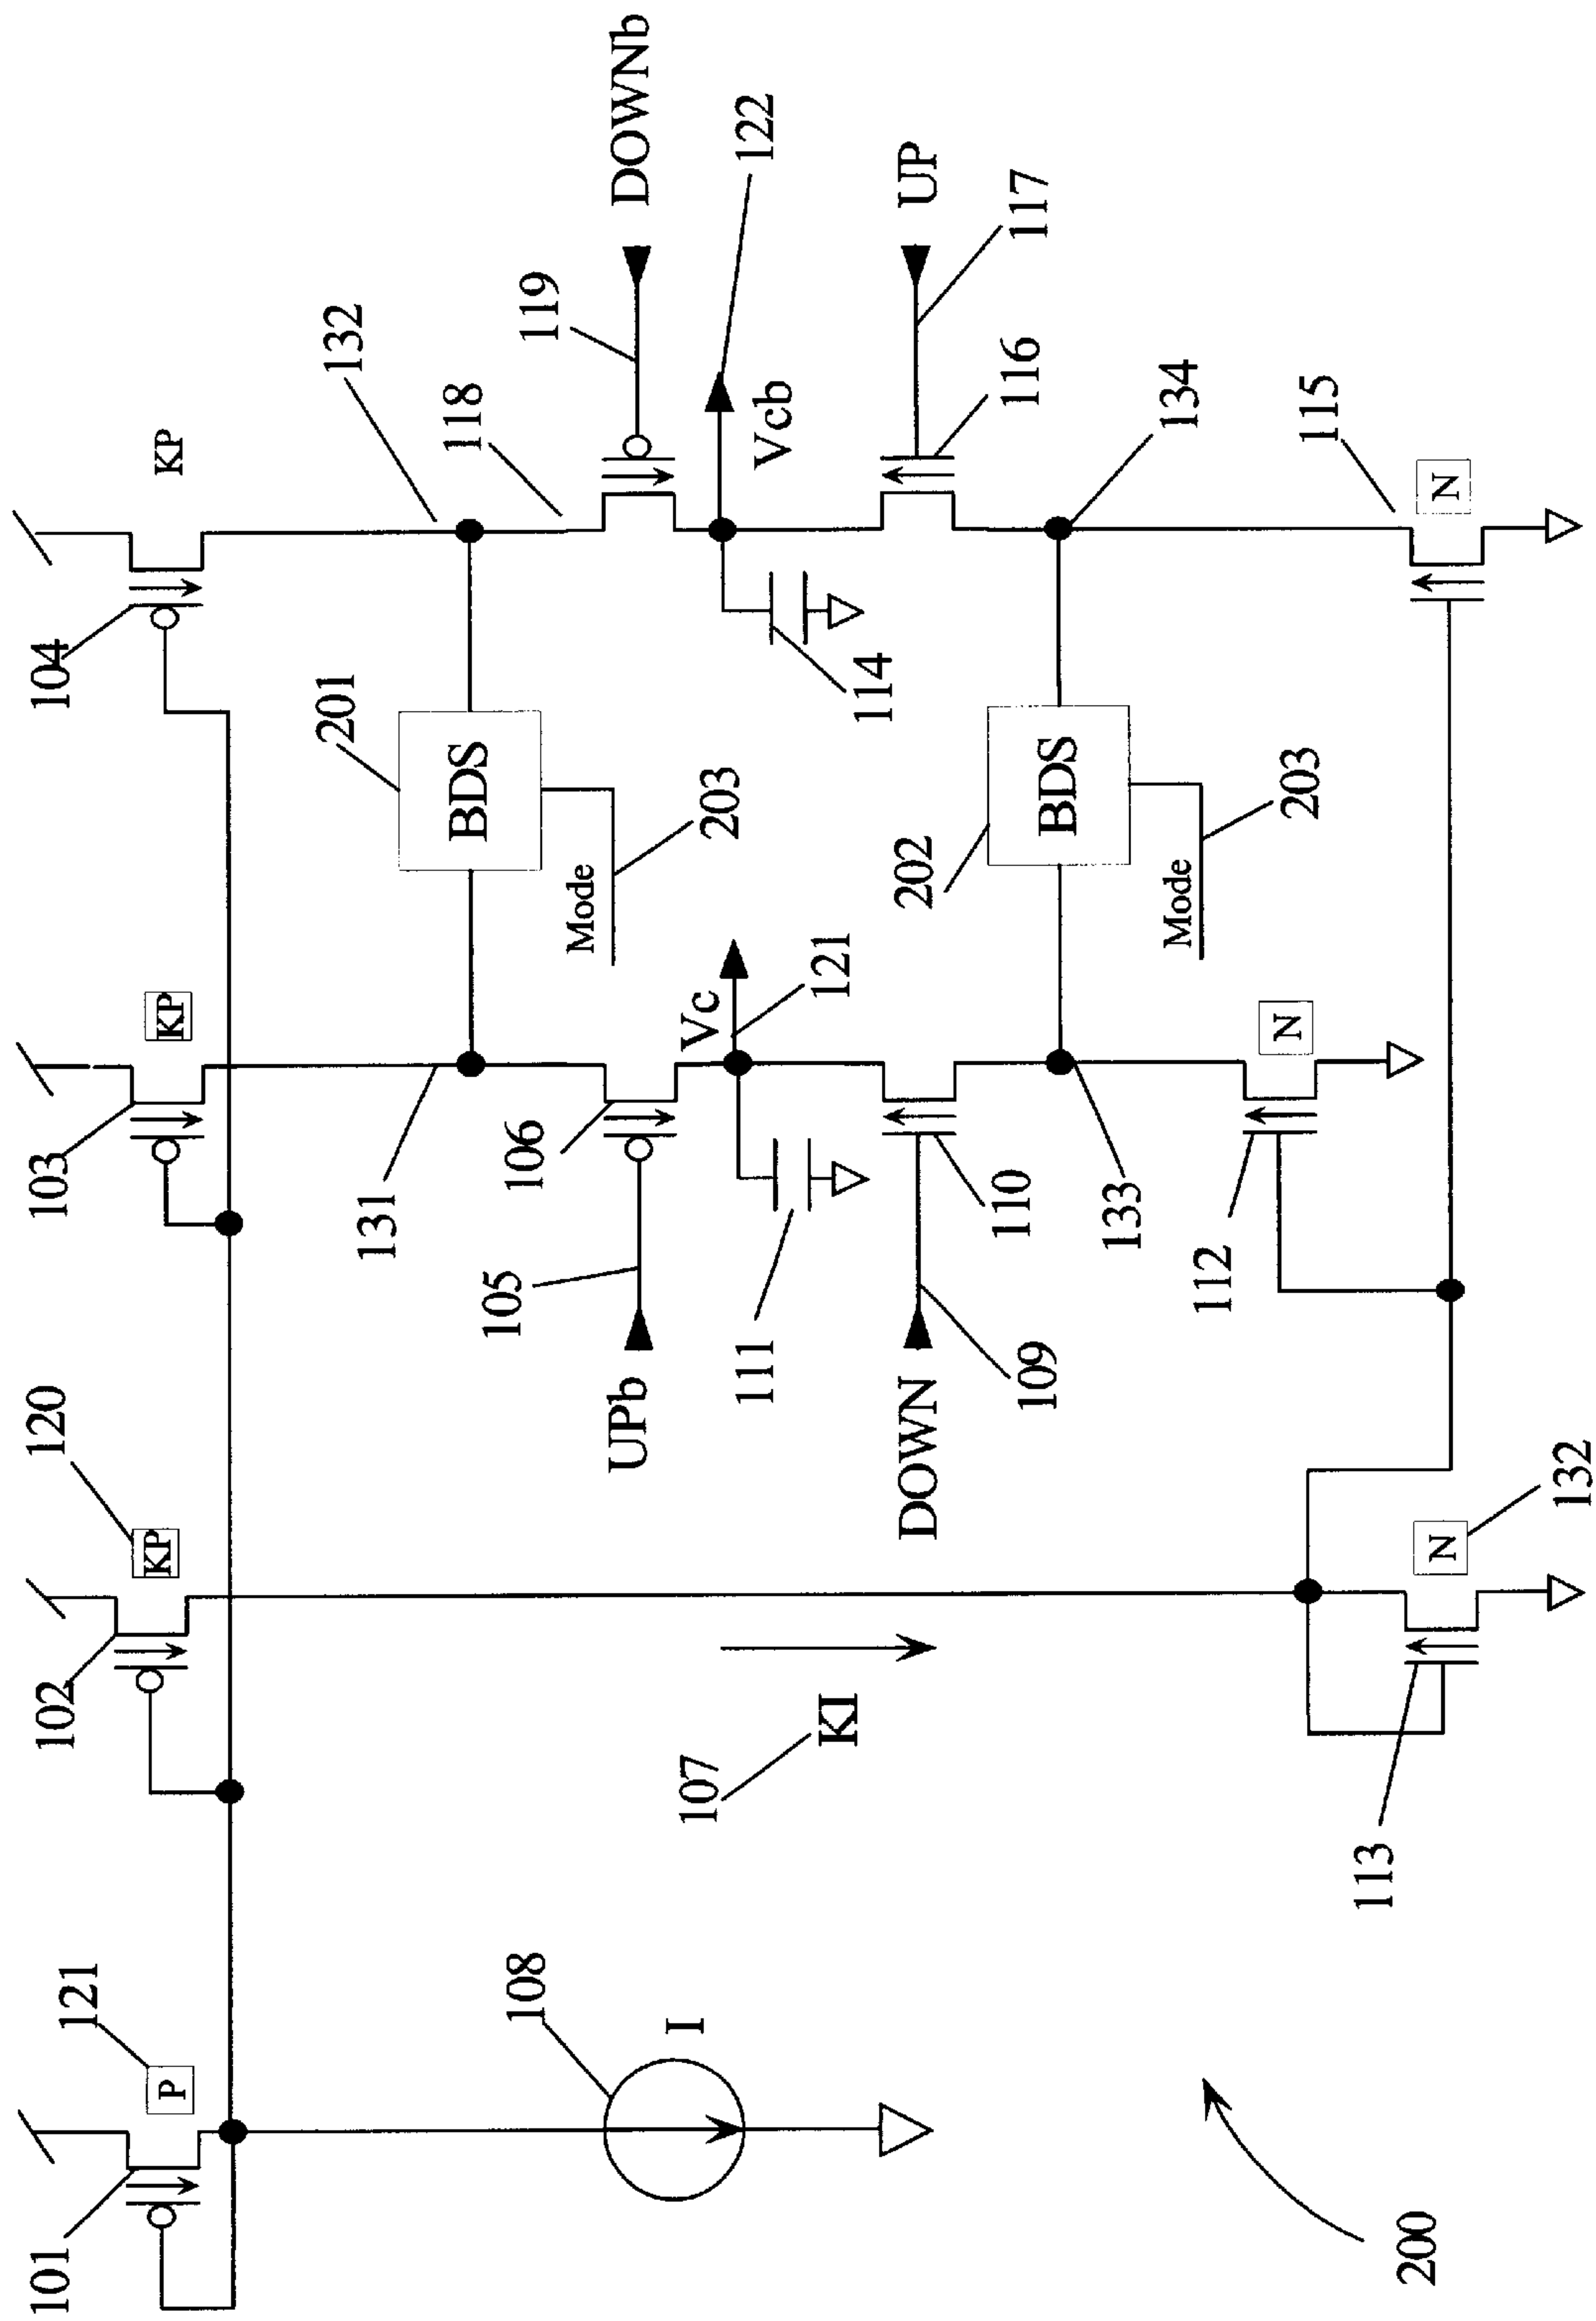 101
121
P
102
120
KP
103
KP
104
KP
131
132
201
BDS
Mode
203
118
119
DOWNb
UPb
105
106
Vc
121
Vcb
122
108
I
107
KI
111
114
DOWN
109
110
116
117
UP
133
202
BDS
Mode
203
134
112
N
115
N
113
N
132
200